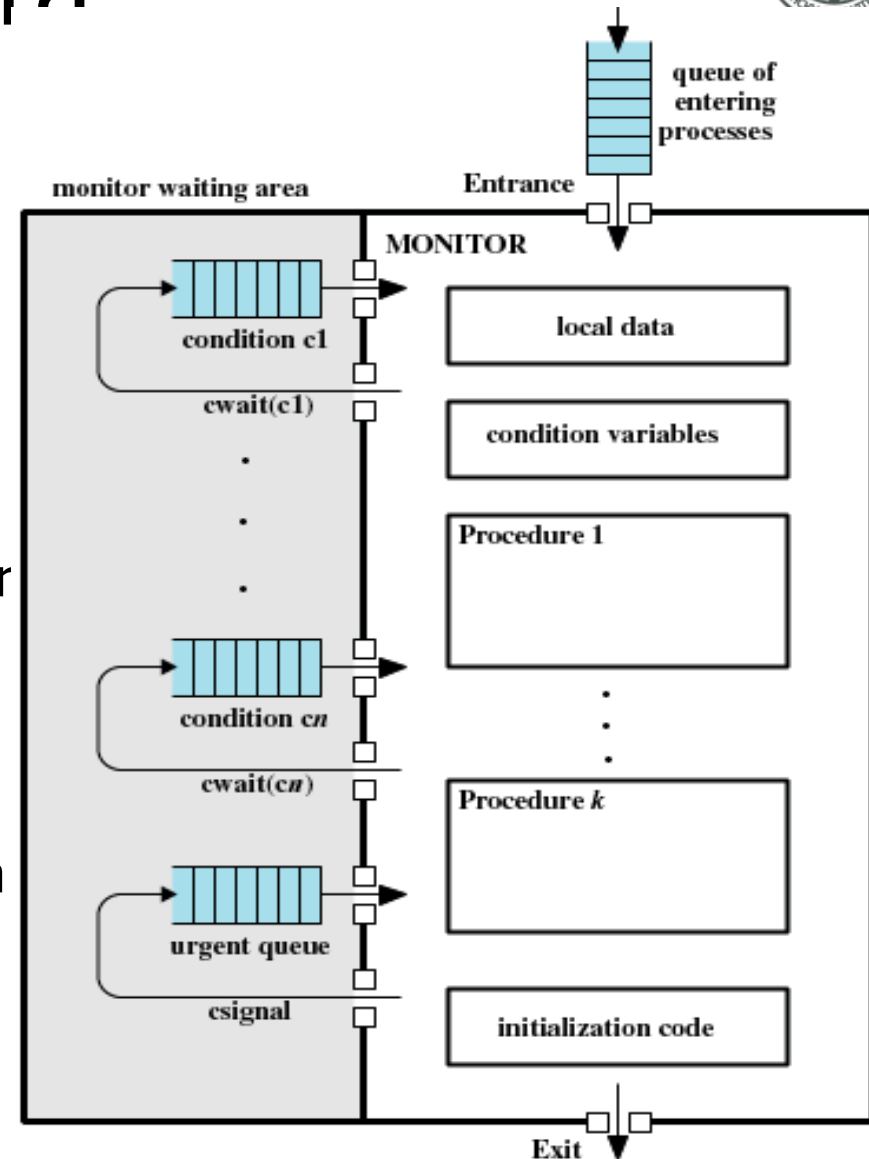 queue of
entering
processes
Entrance
monitor waiting area
MONITOR
condition c1
local data
cwait(c1)
condition variables
Procedure 1
condition cn
cwait(cn)
Procedure k
urgent queue
csignal
initialization code
Exit